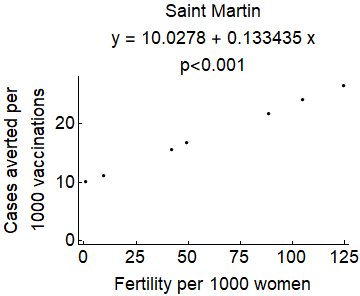 Saint Martin
y = 10.0278 + 0.133435 x
p<0.001
Cases averted per
1000 vaccinations
20
10
0
0 25 50 75 100 125
Fertility per 1000 women